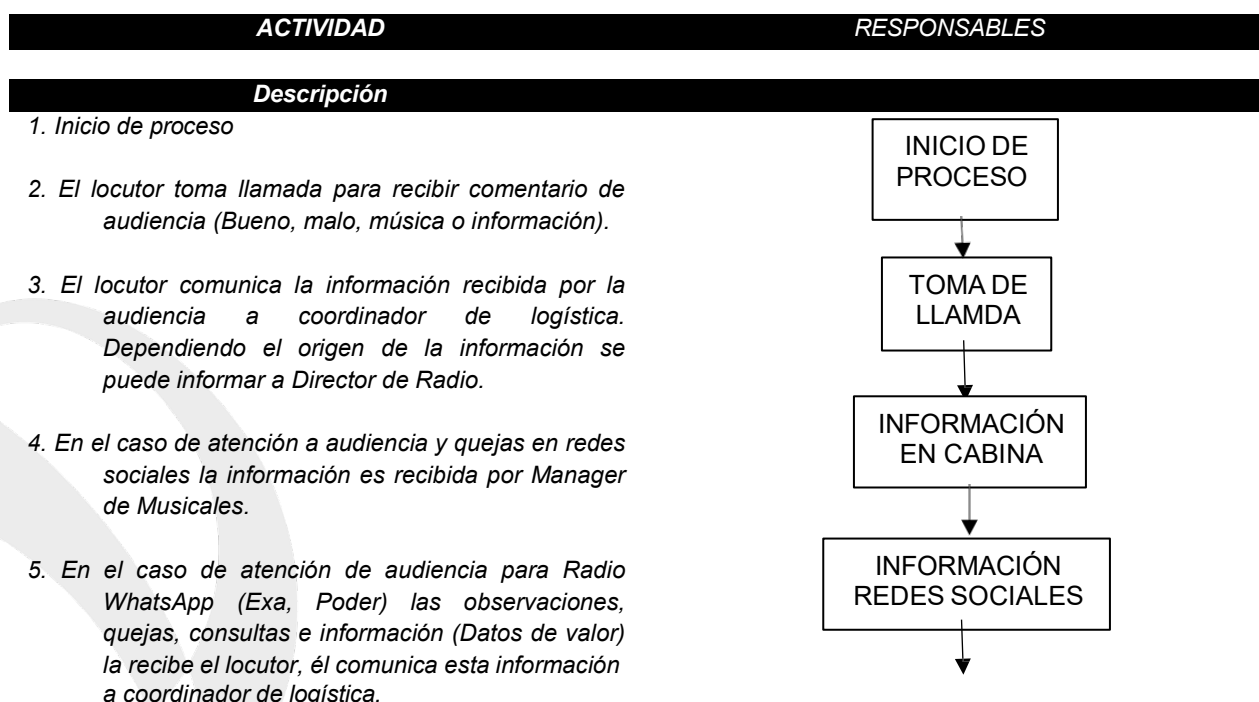 ACTIVIDAD
RESPONSABLES
Descripción
1. Inicio de proceso
2. El locutor toma llamada para recibir comentario de
audiencia (Bueno, malo, música o información).
3. El locutor comunica la información recibida por la
audiencia a coordinador de logística.
Dependiendo el origen de la información se
puede informar a Director de Radio.
4. En el caso de atención a audiencia y quejas en redes
sociales la información es recibida por Manager
de Musicales.
5. En el caso de atención de audiencia para Radio
WhatsApp (Exa, Poder) las observaciones,
quejas, consultas e información (Datos de valor)
la recibe el locutor, él comunica esta información
a coordinador de logística.
INICIO DE
PROCESO
TOMA DE
LLAMDA
INFORMACIÓN
EN CABINA
INFORMACIÓN
REDES SOCIALES